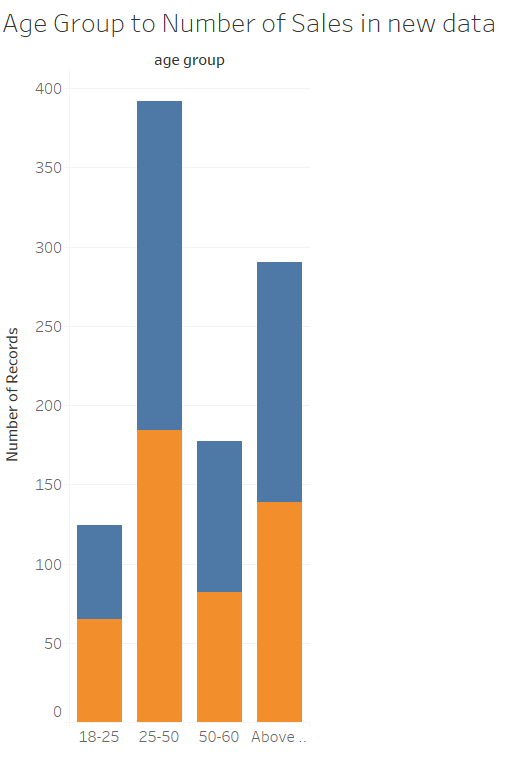 Age Group to Number of Sales in new data
age group
400
350
300
250
200
150
100
50
0
Number of Records
18-25 25-50 50-60 Above ..